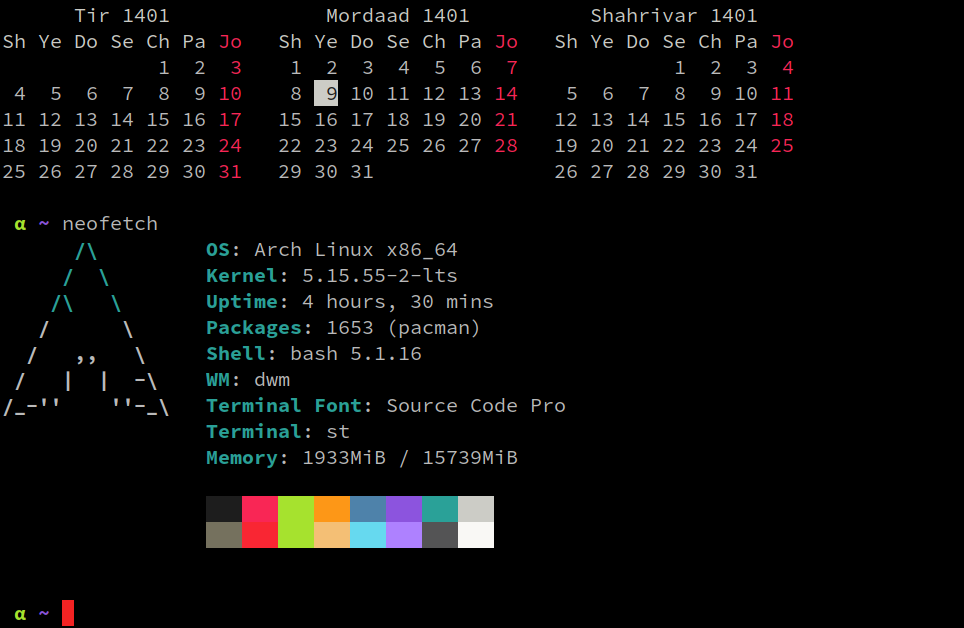 Tir 1401             Mordaad 1401          Shahrivar 1401
Sh Ye Do Se Ch Pa Jo   Sh Ye Do Se Ch Pa Jo   Sh Ye Do Se Ch Pa Jo
             1  2  3    1  2  3  4  5  6  7             1  2  3  4
 4  5  6  7  8  9 10    8  9 10 11 12 13 14    5  6  7  8  9 10 11
11 12 13 14 15 16 17   15 16 17 18 19 20 21   12 13 14 15 16 17 18
18 19 20 21 22 23 24   22 23 24 25 26 27 28   19 20 21 22 23 24 25
25 26 27 28 29 30 31   29 30 31               26 27 28 29 30 31
α ~ neofetch
OS: Arch Linux x86_64
Kernel: 5.15.55-2-lts
Uptime: 4 hours, 30 mins
Packages: 1653 (pacman)
Shell: bash 5.1.16
WM: dwm
Terminal Font: Source Code Pro
Terminal: st
Memory: 1933MiB / 15739MiB
α ~